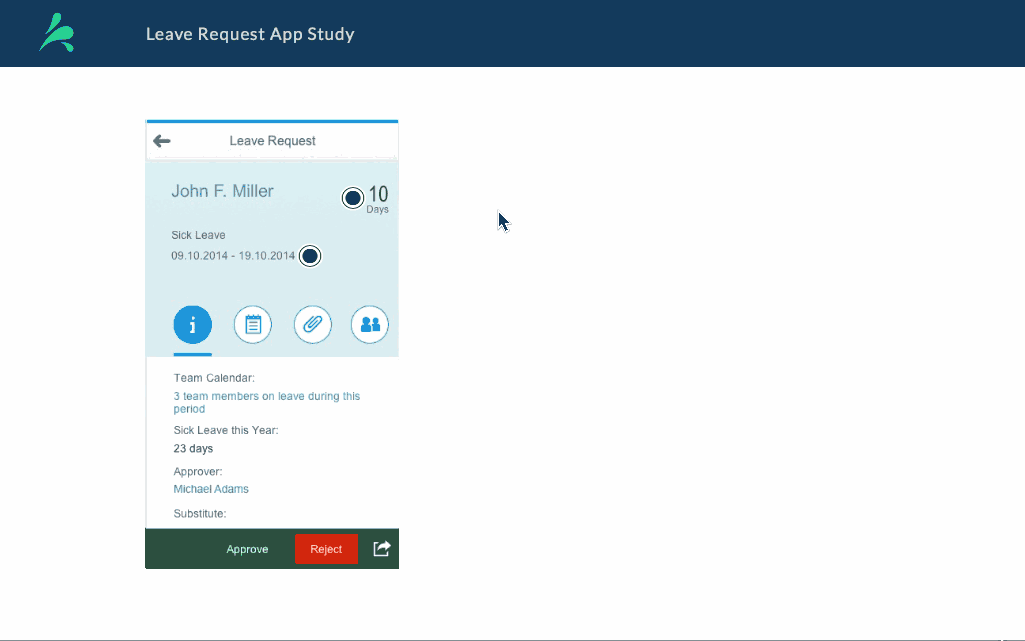 Leave Request App Study
Leave Request
John F. Miller
10
Days
Sick Leave
09.10.2014 - 19.10.2014
Team Calendar:
3 team members on leave during this
period
Sick Leave this Year:
23 days
Approver:
Michael Adams
Substitute:
Approve
Reject